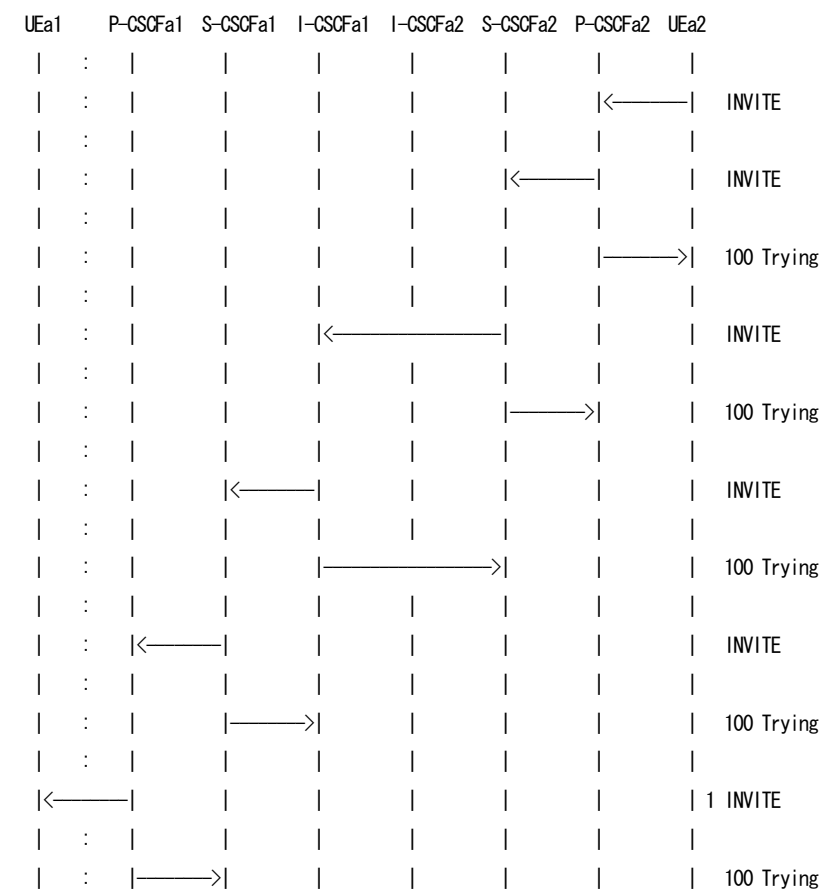 UEa1 P-CSCFa1 S-CSCFa1 I-CSCFa1 I-CSCFa2 S-CSCFa2 P-CSCFa2 UEa2
INVITE
INVITE
100 Trying
INVITE
100 Trying
INVITE
100 Trying
INVITE
100 Trying
1 INVITE
100 Trying